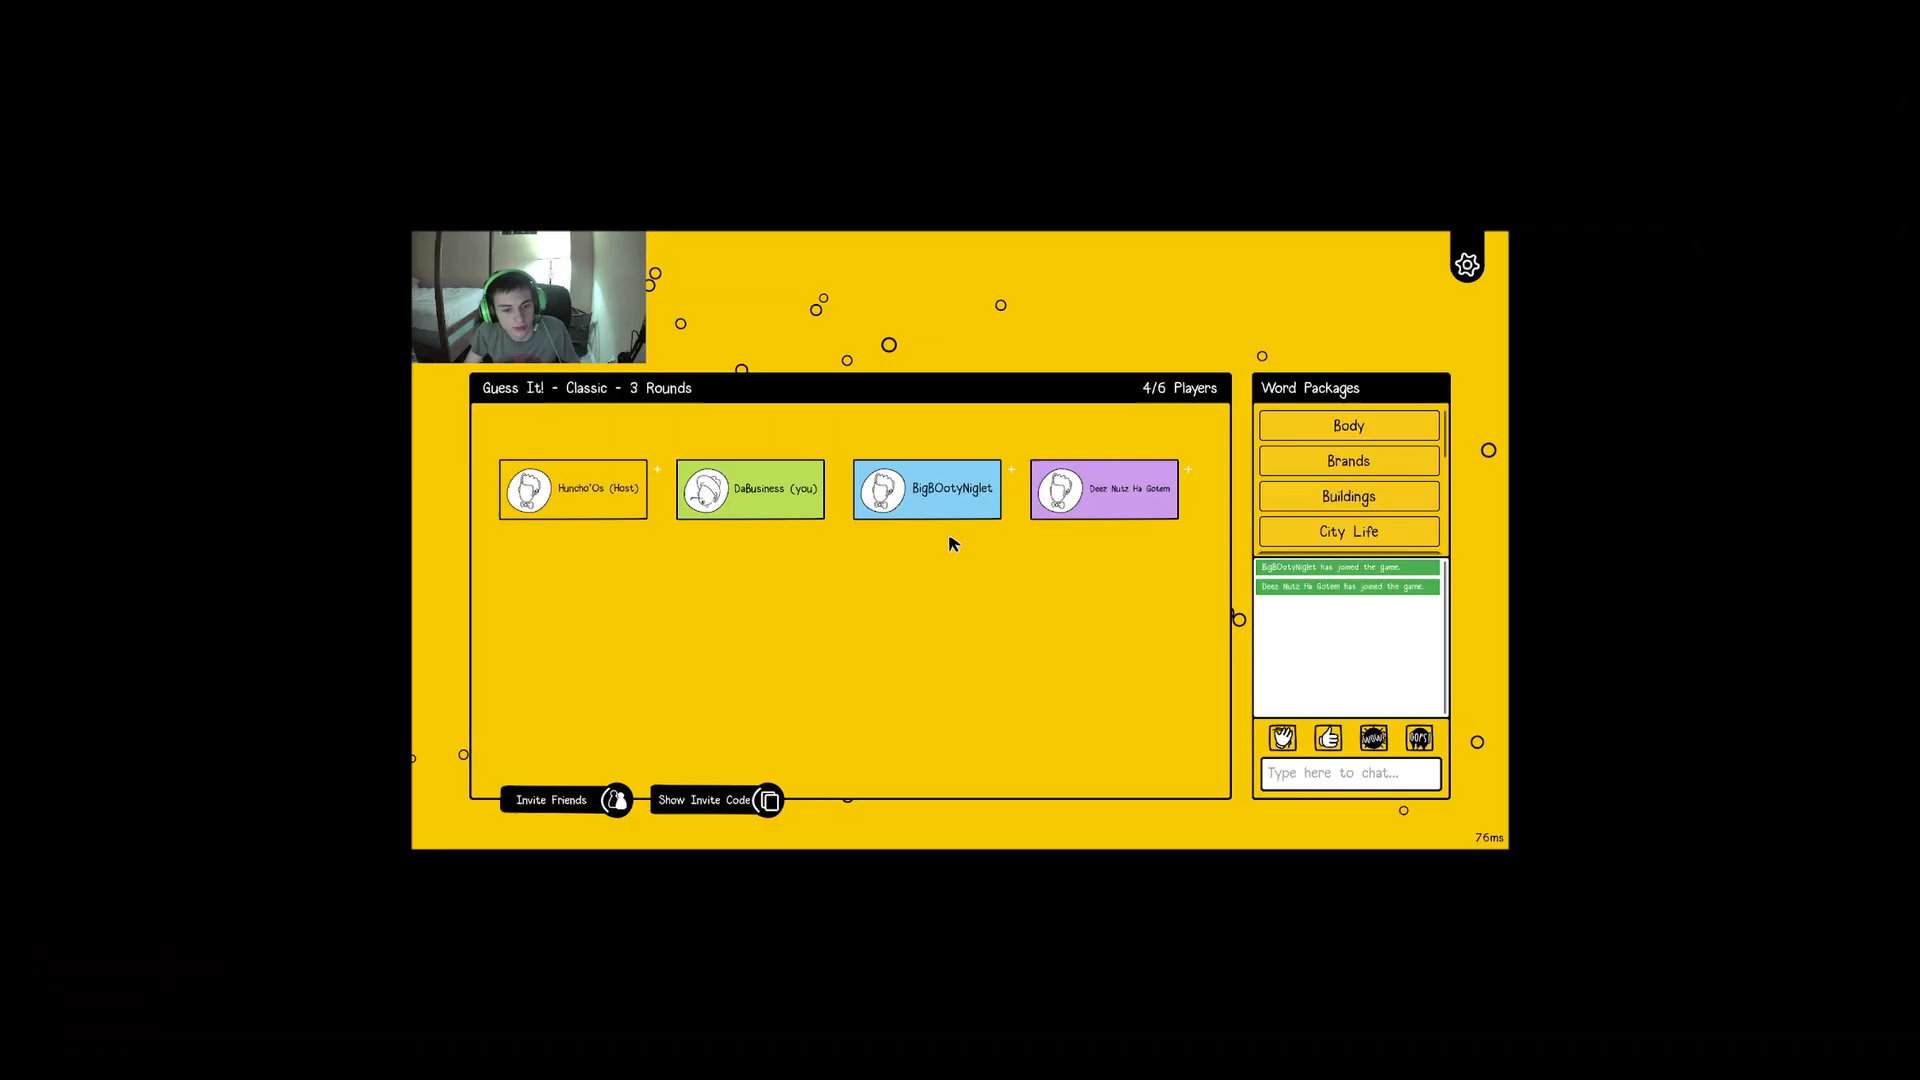 Guess It! - Classic - 3 Rounds
4/6 Players
Huncho'Os (Host)
DaBusiness (you)
BigBOotyNiglet
Deez Nutz Ha Gotem
Invite Friends
Show Invite Code
Word Packages
Body
Brands
Buildings
City Life
BigBOotyNiglet has joined the game.
Deez Nutz Ha Gotem has joined the game.
WOW!
OOPS!
Type here to chat...
76ms